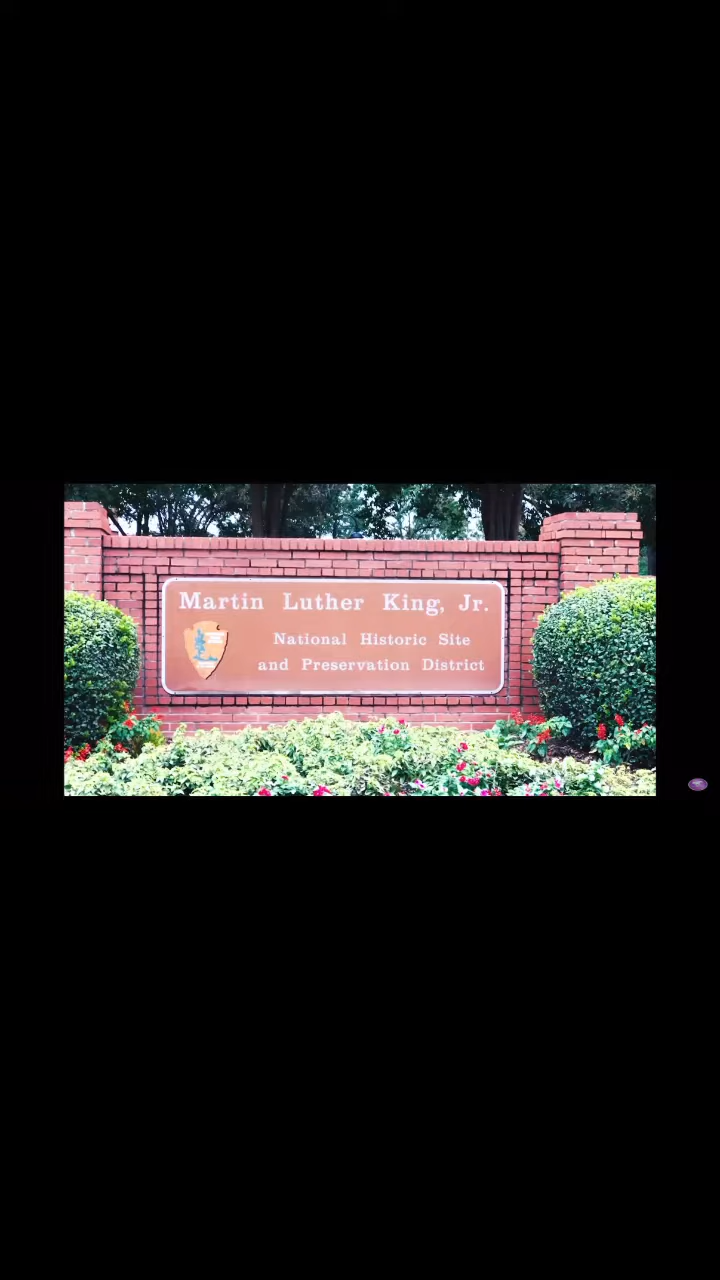 Martin Luther King, Jr.
National Historic Site
and Preservation District